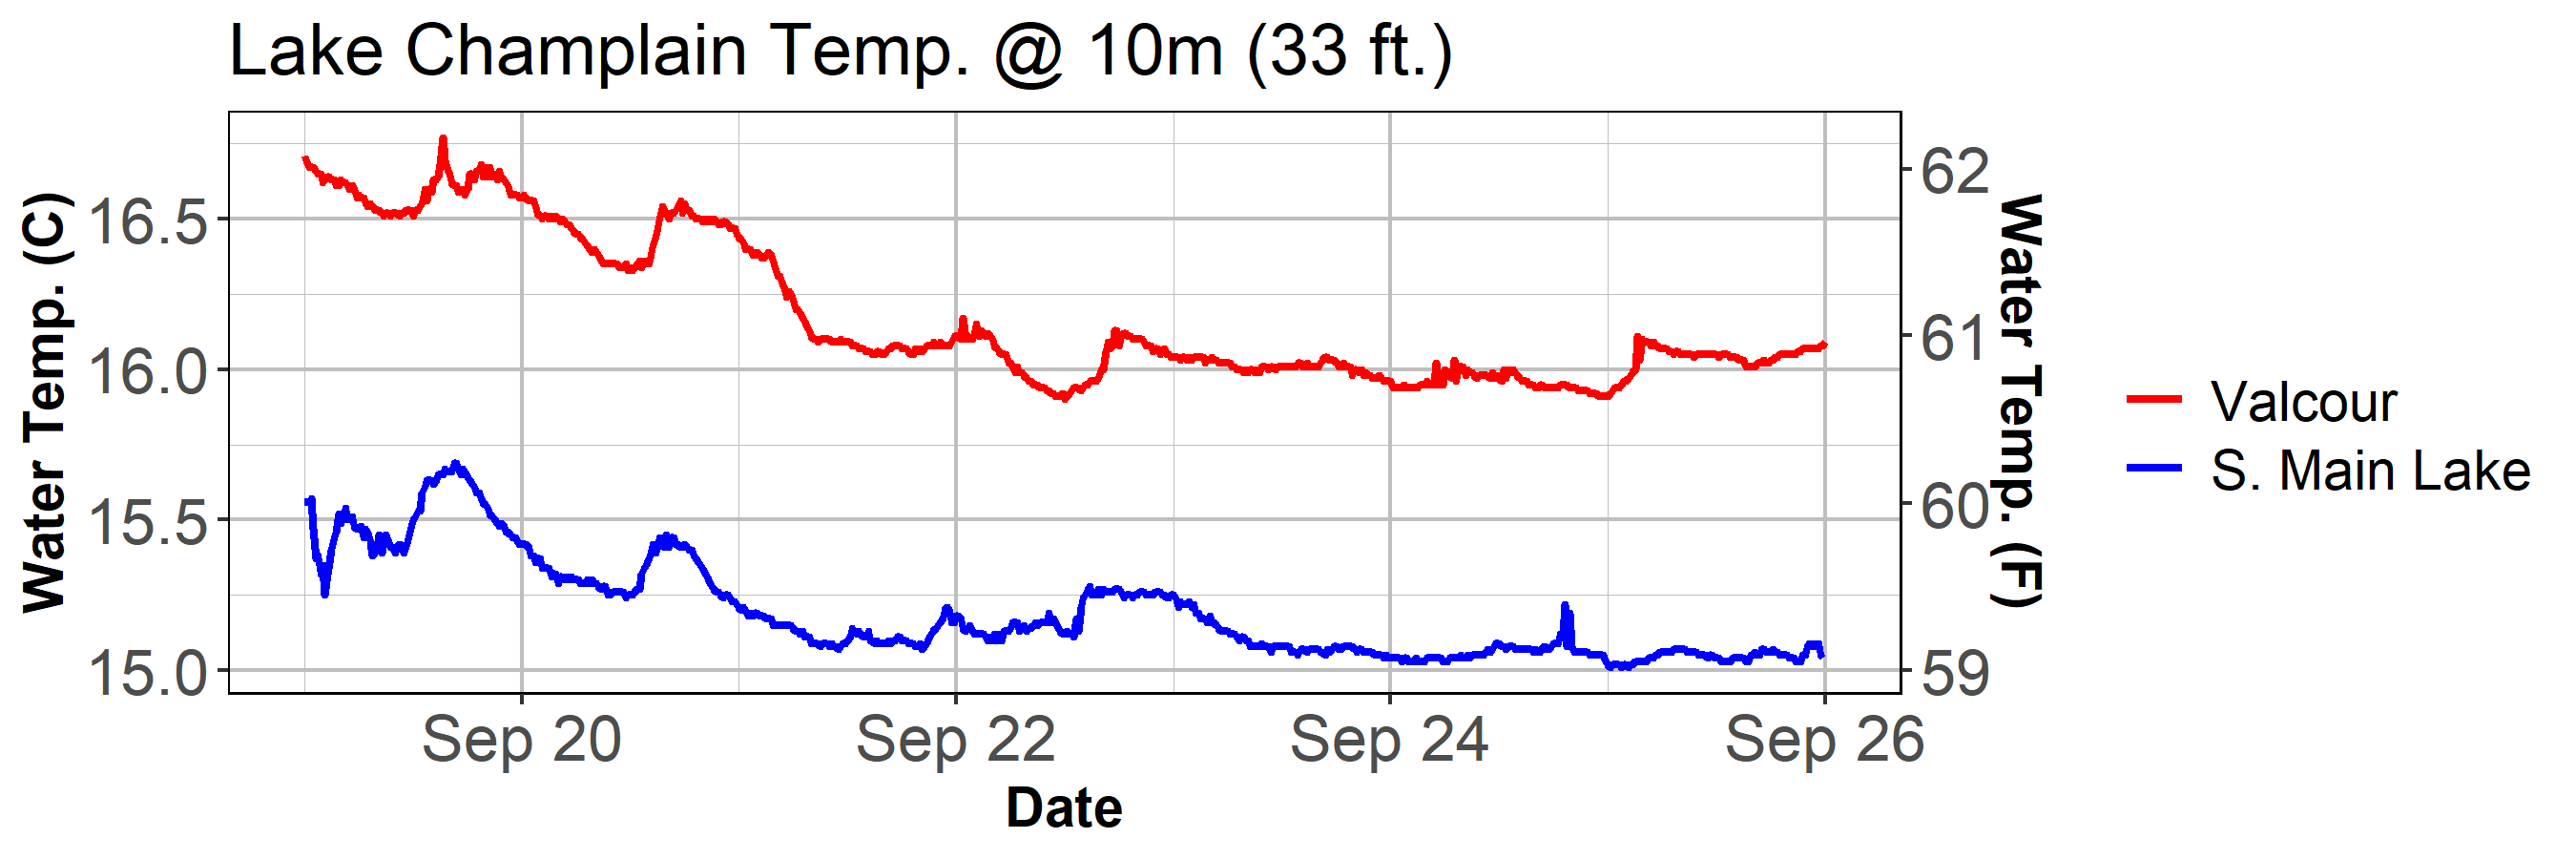 Lake Champlain Temp. @ 10m (33 ft.)
Water Temp. (C)
16.5
16.0
15.5
15.0
62
61
60
59
Water Temp. (F)
Sep 20
Sep 22
Sep 24
Sep 26
Date
Valcour
S. Main Lake